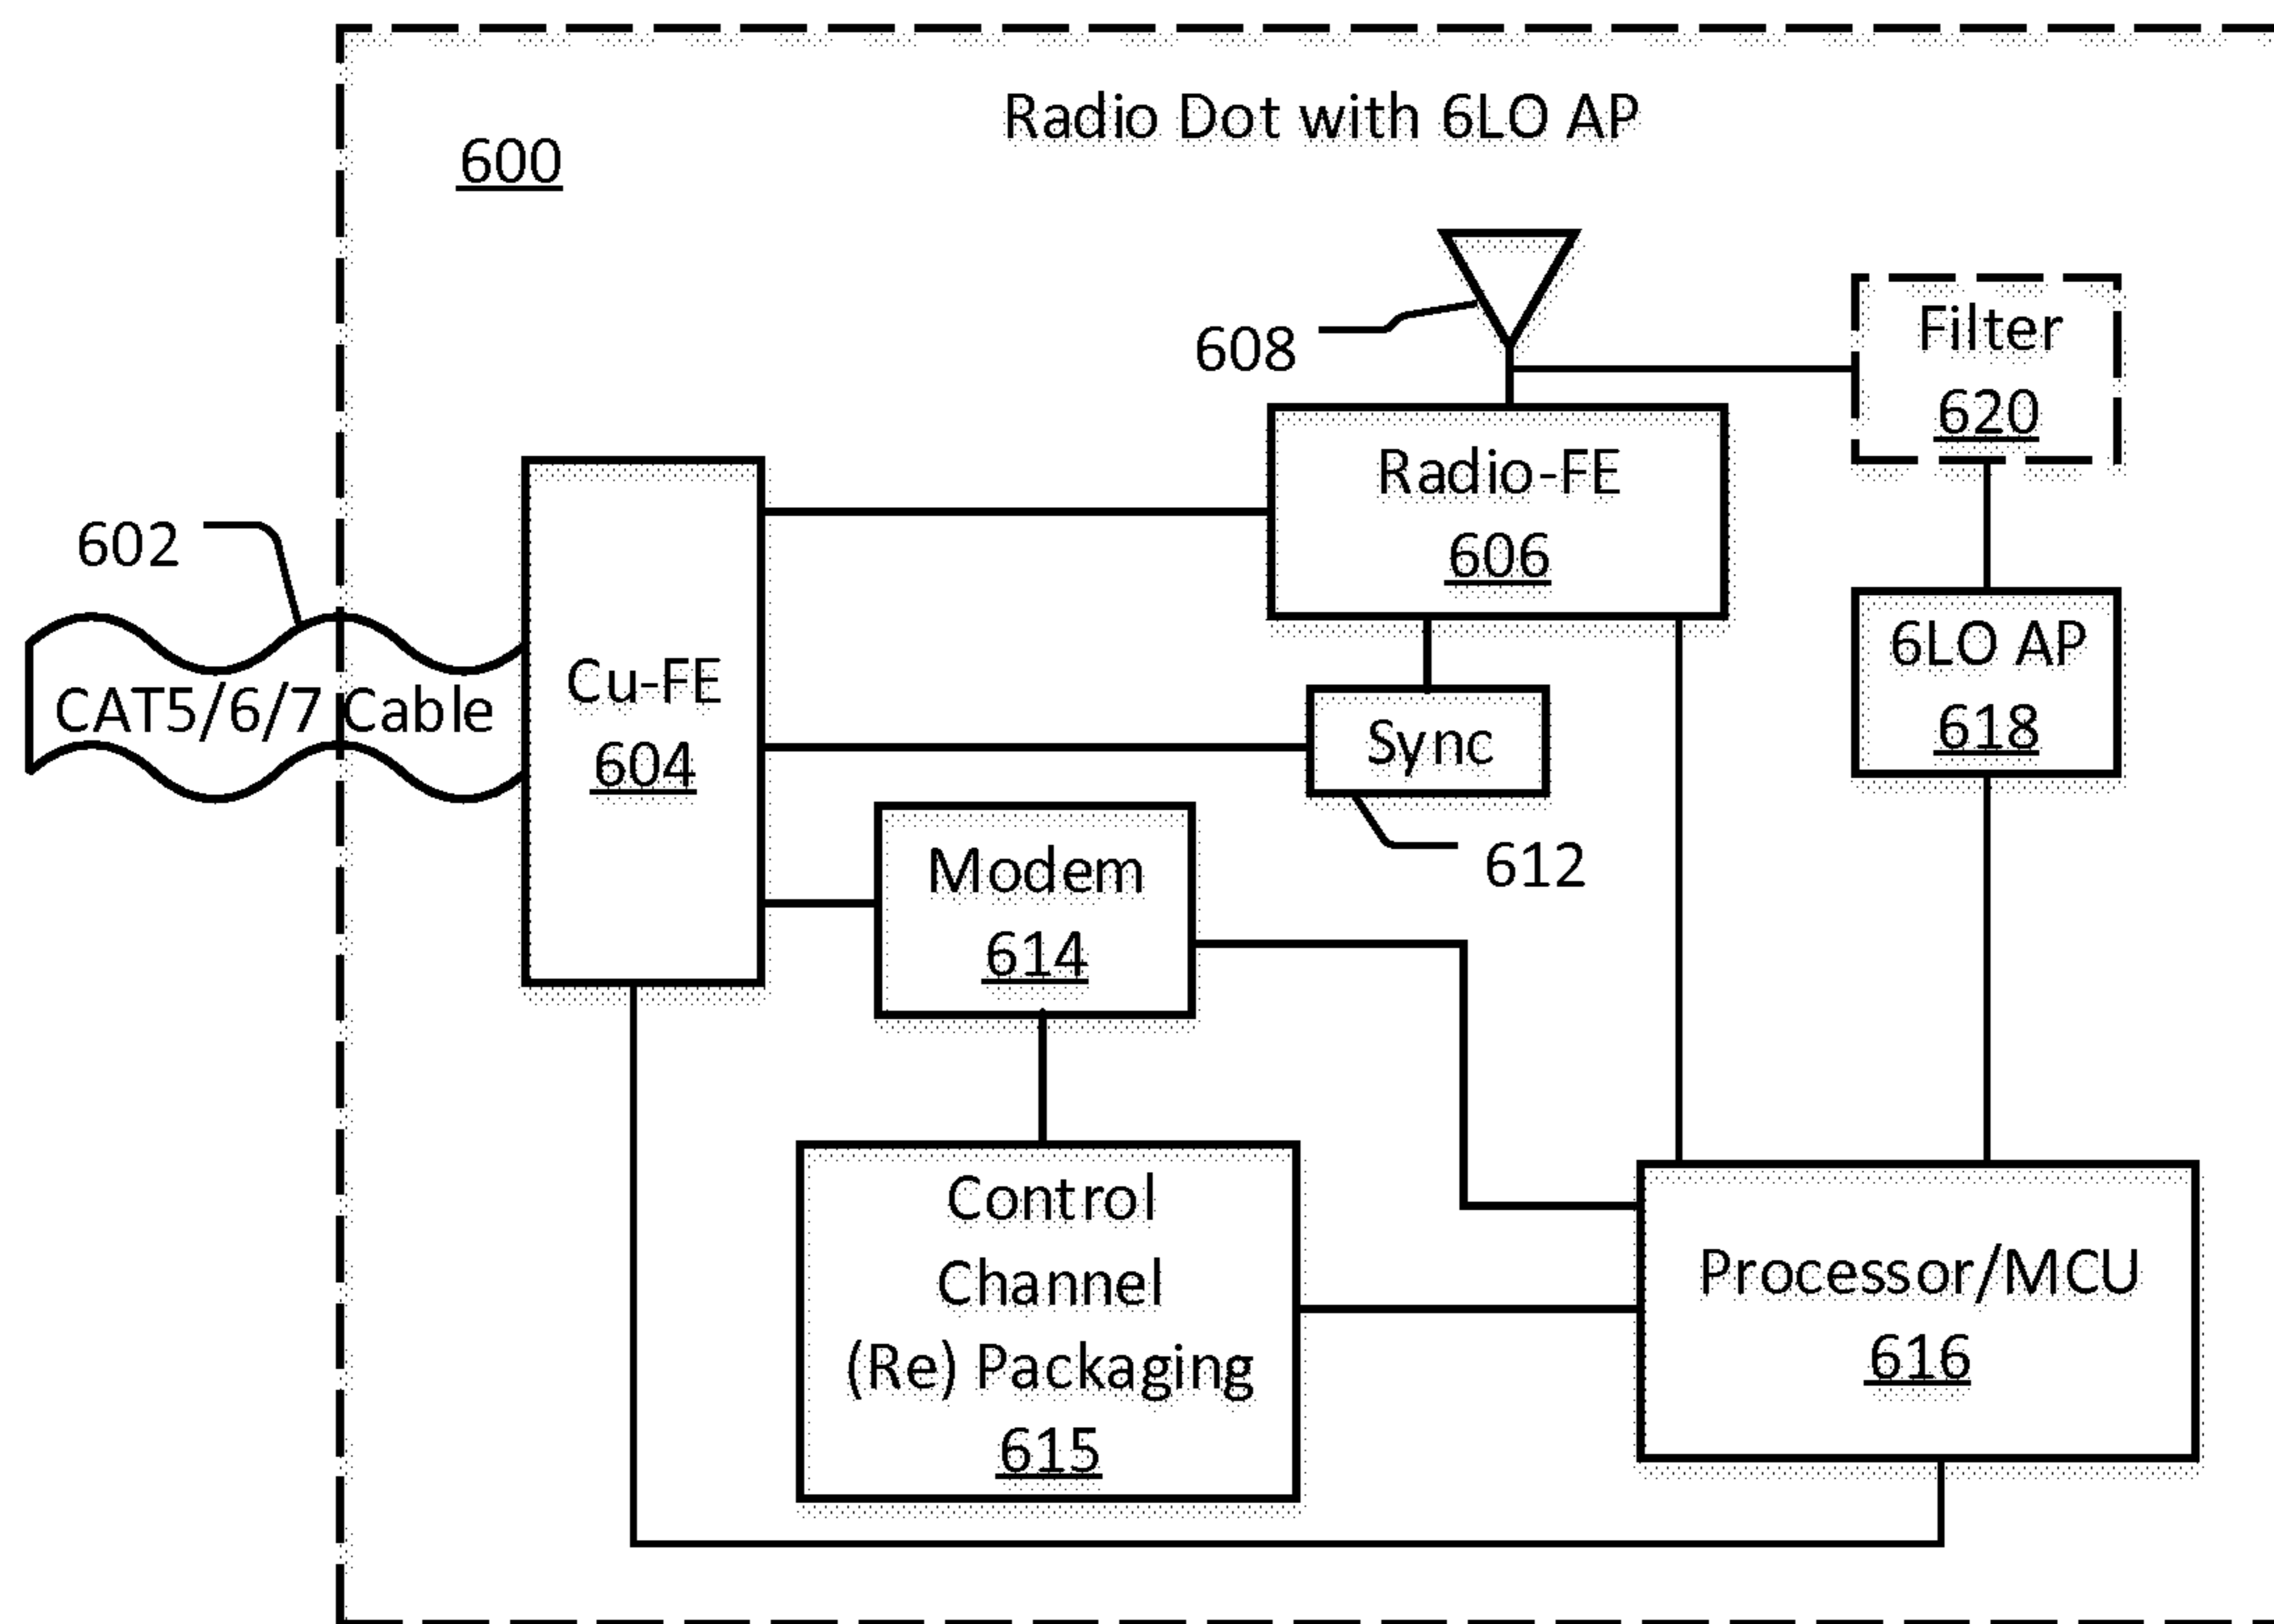 Radio Dot with 6LO AP
600
608
Filter
620
Radio-FE
606
602
CAT5/6/7 Cable
Cu-FE
604
6LO AP
618
Sync
612
Modem
614
Control
Channel
(Re) Packaging
615
Processor/MCU
616